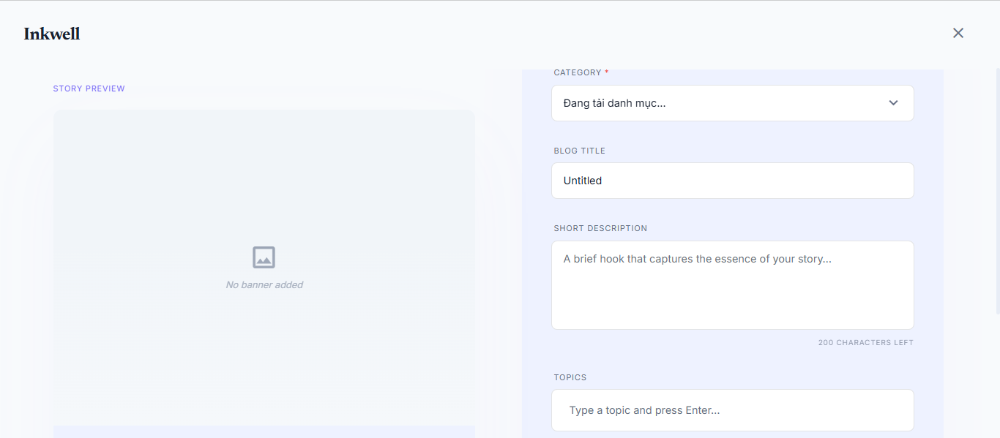 Inkwell
STORY PREVIEW
No banner added
CATEGORY *
Đang tải danh mục...
BLOG TITLE
Untitled
SHORT DESCRIPTION
A brief hook that captures the essence of your story...
200 CHARACTERS LEFT
TOPICS
Type a topic and press Enter...